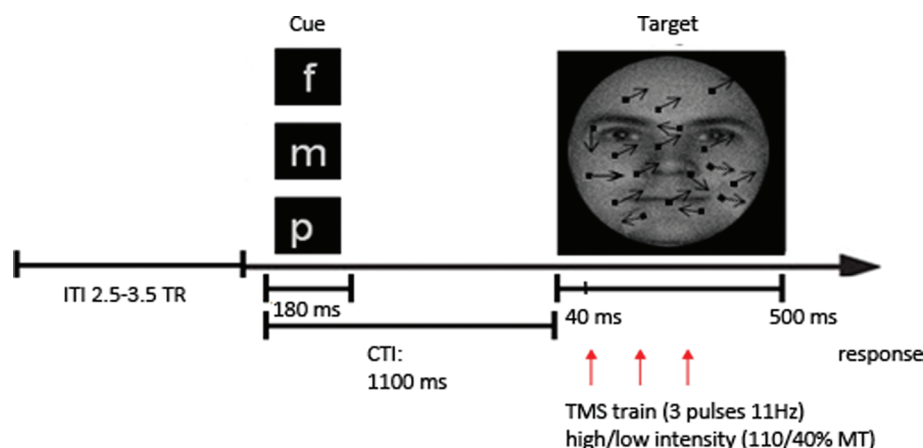 Cue
Target
f
m
p
ITI 2.5-3.5 TR
180 ms
40 ms
500 ms
CTI:
1100 ms
response
TMS train (3 pulses 11Hz)
high/low intensity (110/40% MT)